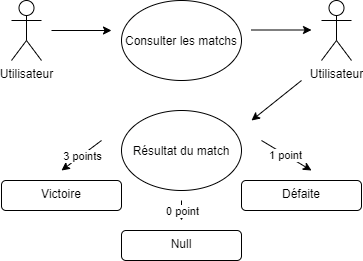 Consulter les matchs
Utilisateur
Utilisateur
Résultat du match
3 points
1 point
Victoire
Défaite
0 point
Null